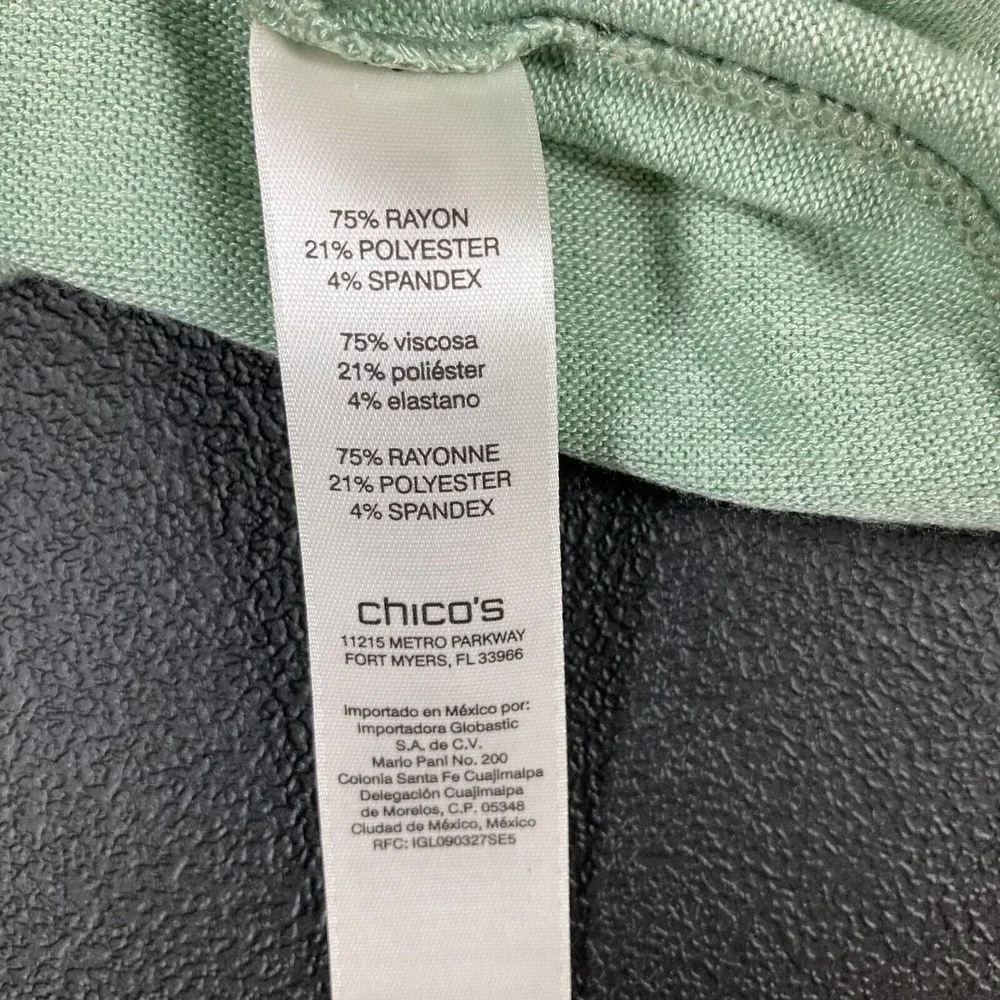 75% RAYON
21% POLYESTER
4% SPANDEX
75% viscosa
21% poliéster
4% elastano
75% RAYONNE
21% POLYESTER
4% SPANDEX
chico's
11215 METRO PARKWAY
FORT MYERS, FL 33966
Importado en México por:
Importadora Globastic
S.A. de C.V.
Mario Pani No. 200
Colonia Santa Fe Cuajimalpa
Delegación Cuajimalpa
de Morelos, C.P. 05348
Ciudad de México, México
RFC: IGL090327SE5